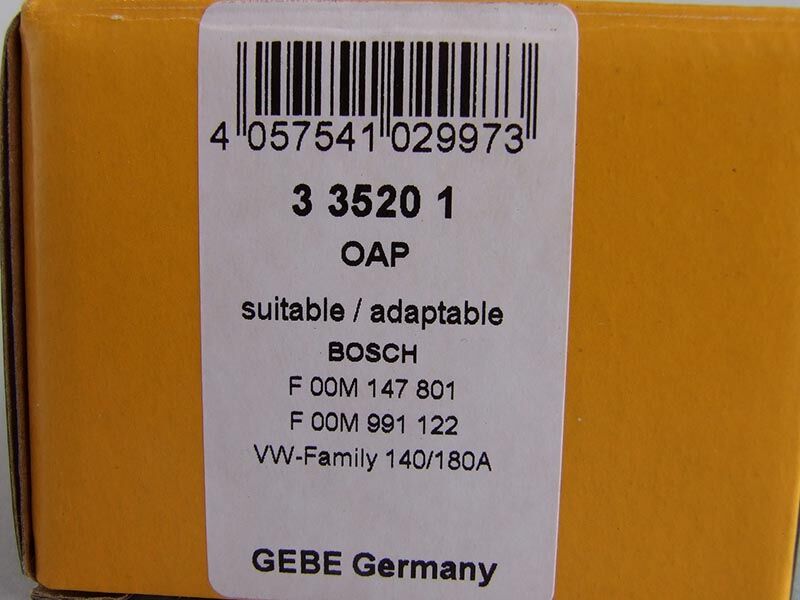 4 057541 029973
3 3520 1
OAP
suitable / adaptable
BOSCH
F 00M 147 801
F 00M 991 122
VW-Family 140/180A
GEBE Germany